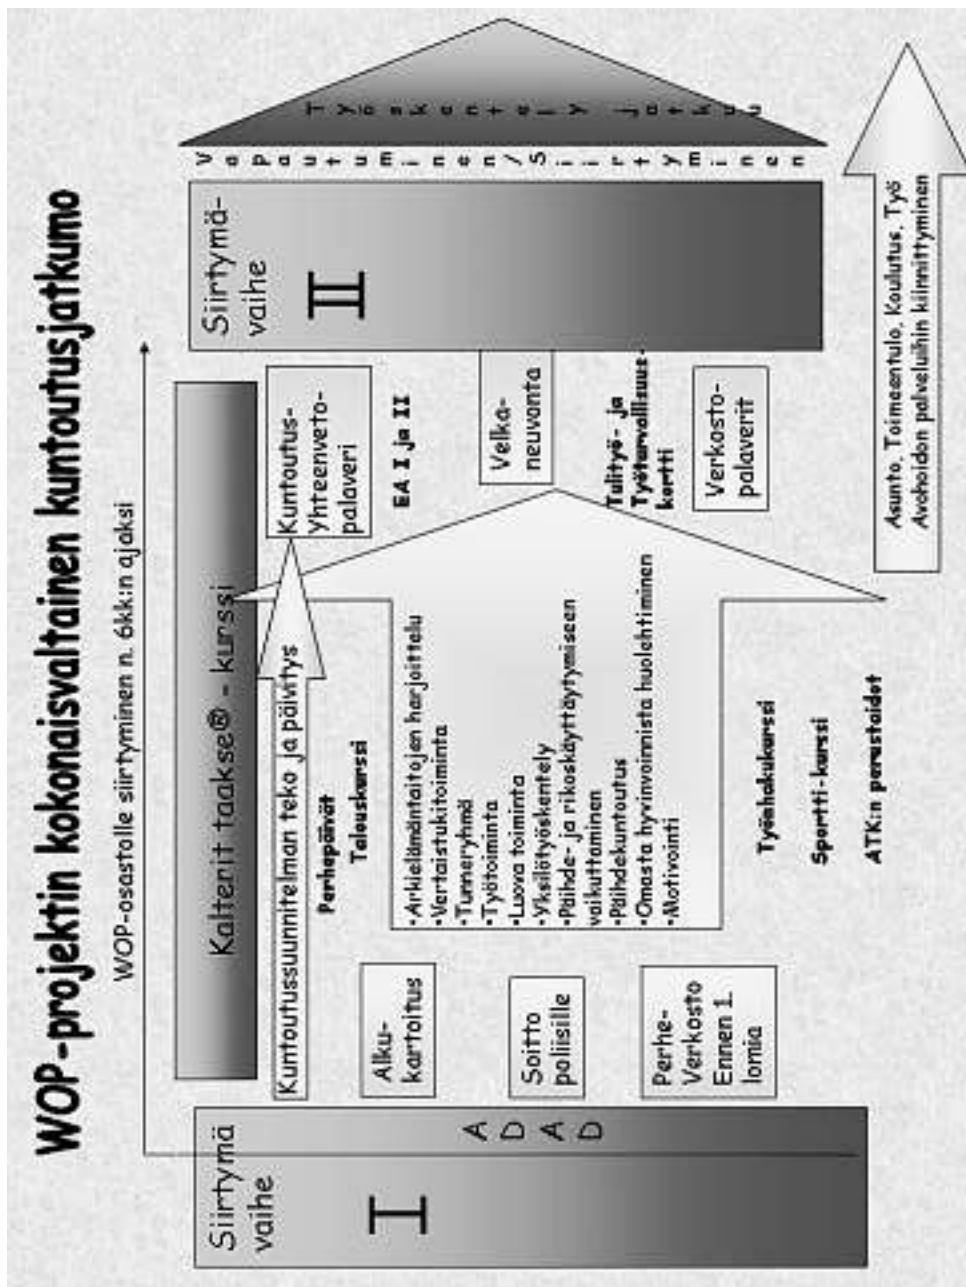 WOP-projektin kokonaisvaltainen kuntoutusjatkumo
WOP-osastolle siirtyminen n. 6kk:n ajaksi
Siirtymä
vaihe
I
A
D
A
D
Kalterit taakse®-kurssi
Kuntoutussuunnitelman teko ja päivitys
Perhepäivät
Talouskurssi
Alku-
kartoitus
Soitto
poliisille
Perhe-
Verkosto
Ennen 1.
lomia
•Arkielämäntaitojen harjoittelu
•Vertaistukitoiminta
•Tunneryhmä
•Työtoiminta
•Luova toiminta
•Yksilötyöskentely
•Päihde- ja rikoskäyttäytymiseen
vaikuttaminen
•Päihdekuntoutus
•Omasta hyvinvoinnista huolehtiminen
•Motivointi
Työnhakukurssi
Sportti-kurssi
ATK:n perustaidot
Kuntoutus-
yhteenveto-
palaveri
EA I ja II
Velka-
neuvonta
Tulityö- ja
Työturvallisuus-
kortti
Verkosto-
palaverit
Siirtymä-
vaihe
II
Vapautuminen/Siirtyminen
Työskentely jatkuu
Asunto, Toimeentulo, Koulutus, Työ
Avohoidon palveluihin kiinnittyminen